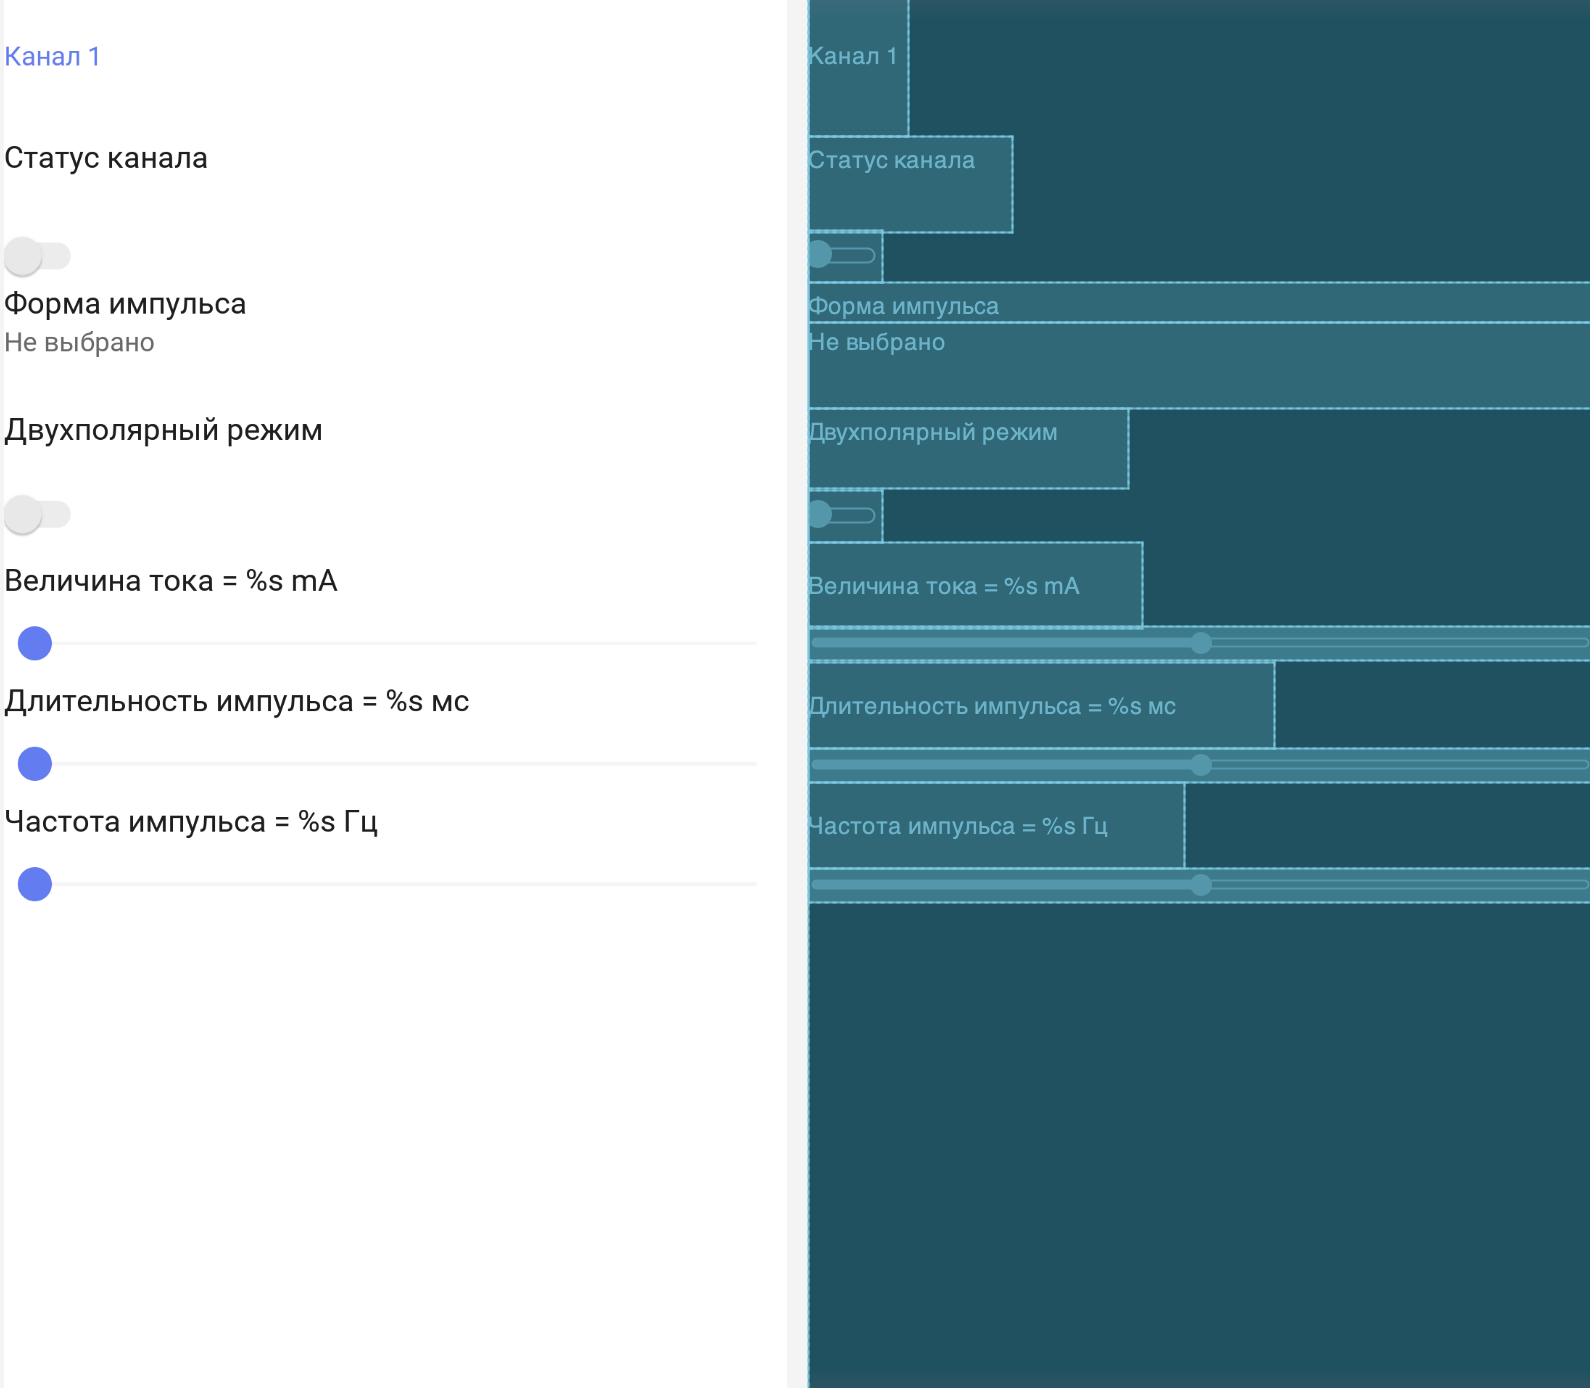 Канал 1
Статус канала
Форма импульса
Не выбрано
Двухполярный режим
Величина тока = %s mA
Длительность импульса = %s мс
Частота импульса = %s Гц
Канал 1
Статус канала
Форма импульса
Не выбрано
Двухполярный режим
Величина тока = %s mA
Длительность импульса = %s мс
Частота импульса = %s Гц